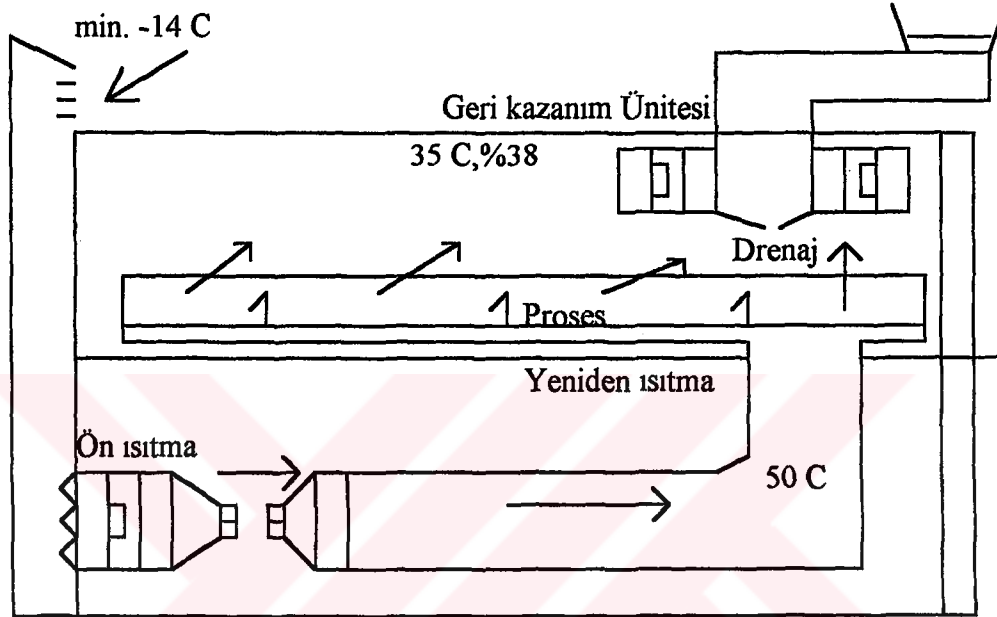 min. -14 C
Geri kazanım Ünitesi
35 C,%38
Drenaj
Proses
Yeniden ısıtma
Ön ısıtma
50 C